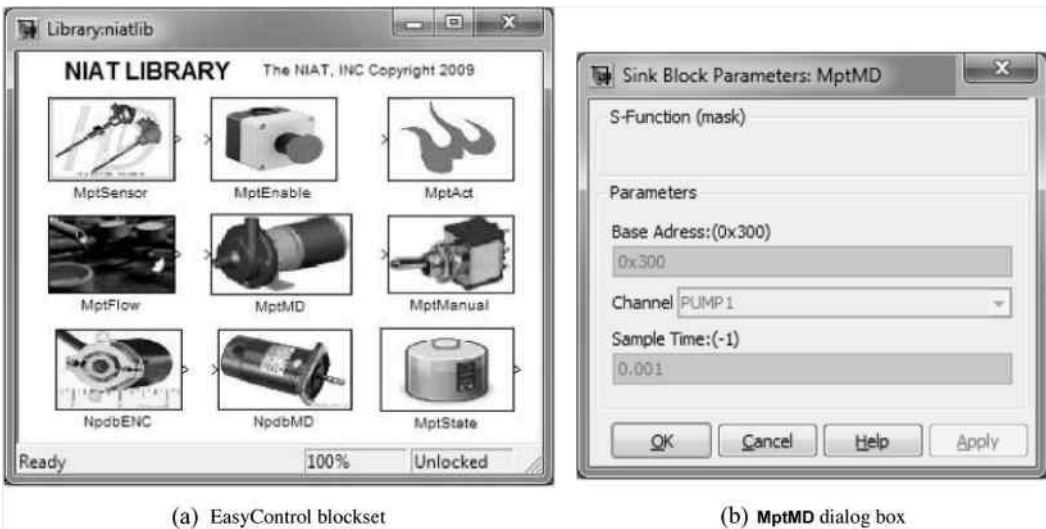 Library:niatlib
NIAT LIBRARY The NIAT, INC Copyright 2009
MptSensor MptEnable MptAct
MptFlow MptMD MptManual
NpdbENC NpdbMD MptState
Ready 100% Unlocked
(a) EasyControl blockset
Sink Block Parameters: MptMD
S-Function (mask)
Parameters
Base Adress:(0x300)
0x300
Channel PUMP1
Sample Time:(-1)
0.001
OK Cancel Help Apply
(b) MptMD dialog box